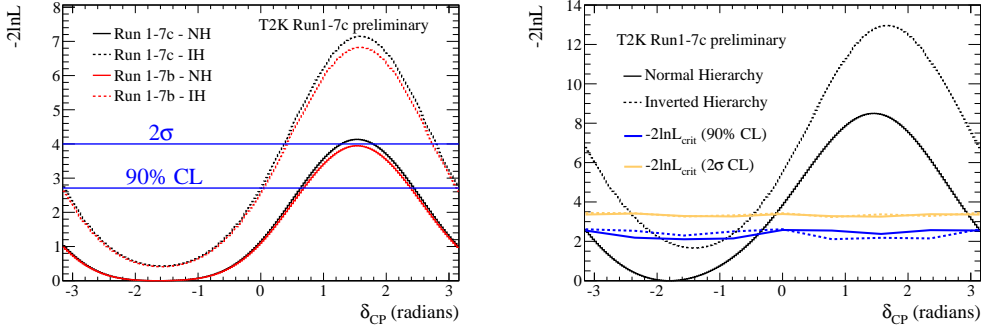 -2lnL
8
7
6
5
4
3
2
1
0
T2K Run1-7c preliminary
Run 1-7c - NH
Run 1-7c - IH
Run 1-7b - NH
Run 1-7b - IH
2σ
90% CL
-3 -2 -1 0 1 2 3
δCP (radians)
-2lnL
14
12
10
8
6
4
2
0
T2K Run1-7c preliminary
Normal Hierarchy
Inverted Hierarchy
-2lnLcrit (90% CL)
-2lnLcrit (2σ CL)
-3 -2 -1 0 1 2 3
δCP (radians)